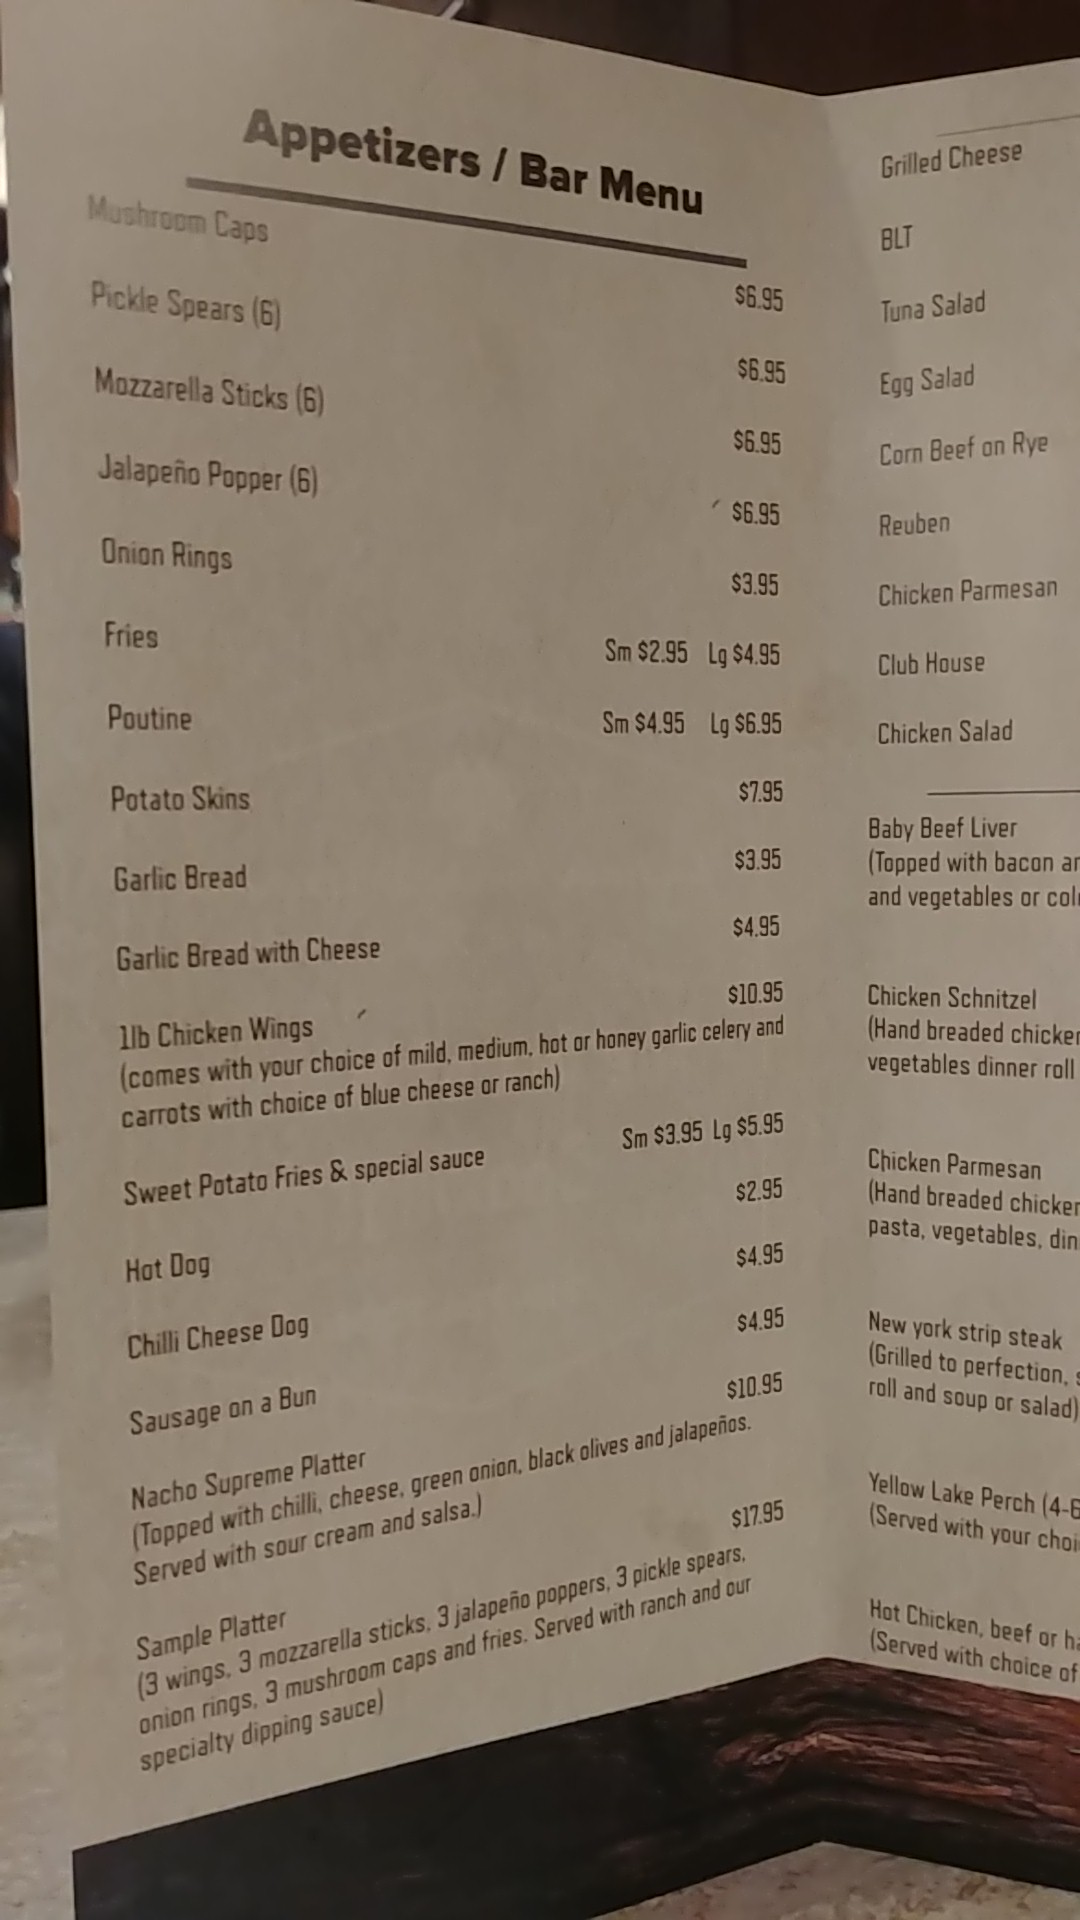 Appetizers / Bar Menu
Mushroom Caps $6.95
Pickle Spears (6) $6.95
Mozzarella Sticks (6) $6.95
Jalapeño Popper (6) $6.95
Onion Rings $3.95
Fries Sm $2.95 Lg $4.95
Poutine Sm $4.95 Lg $6.95
Potato Skins $7.95
Garlic Bread $3.95
Garlic Bread with Cheese $4.95
1lb Chicken Wings $10.95
(comes with your choice of mild, medium, hot or honey garlic celery and
carrots with choice of blue cheese or ranch)
Sweet Potato Fries & special sauce Sm $3.95 Lg $5.95
Hot Dog $2.95
Chilli Cheese Dog $4.95
Sausage on a Bun $4.95
Nacho Supreme Platter $10.95
(Topped with chilli, cheese, green onion, black olives and jalapeños.
Served with sour cream and salsa.)
Sample Platter $17.95
(3 wings, 3 mozzarella sticks, 3 jalapeño poppers, 3 pickle spears,
onion rings, 3 mushroom caps and fries. Served with ranch and our
specialty dipping sauce)
Grilled Cheese
BLT
Tuna Salad
Egg Salad
Corn Beef on Rye
Reuben
Chicken Parmesan
Club House
Chicken Salad
Baby Beef Liver
(Topped with bacon
and vegetables or
Chicken Schnitzel
(Hand breaded
vegetables dinner roll
Chicken Parmesan
(Hand breaded
pasta, vegetables,
New york strip steak
(Grilled to perfection,
roll and soup or salad)
Yellow Lake Perch
(Served with your
Hot Chicken, beef or
(Served with choice of